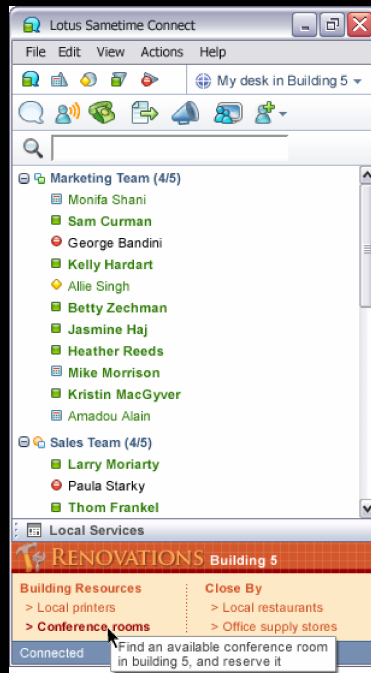 Lotus Sametime Connect
File Edit View Actions Help
My desk in Building 5
Marketing Team (4/5)
Monifa Shani
Sam Curman
George Bandini
Kelly Hardart
Allie Singh
Betty Zechman
Jasmine Haj
Heather Reeds
Mike Morrison
Kristin MacGyver
Amadou Alain
Sales Team (4/5)
Larry Moriarty
Paula Starky
Thom Frankel
Local Services
RENOVATIONS Building 5
Building Resources
> Local printers
> Conference rooms
Close By
> Local restaurants
> Office supply stores
Connected
Find an available conference room
in building 5, and reserve it